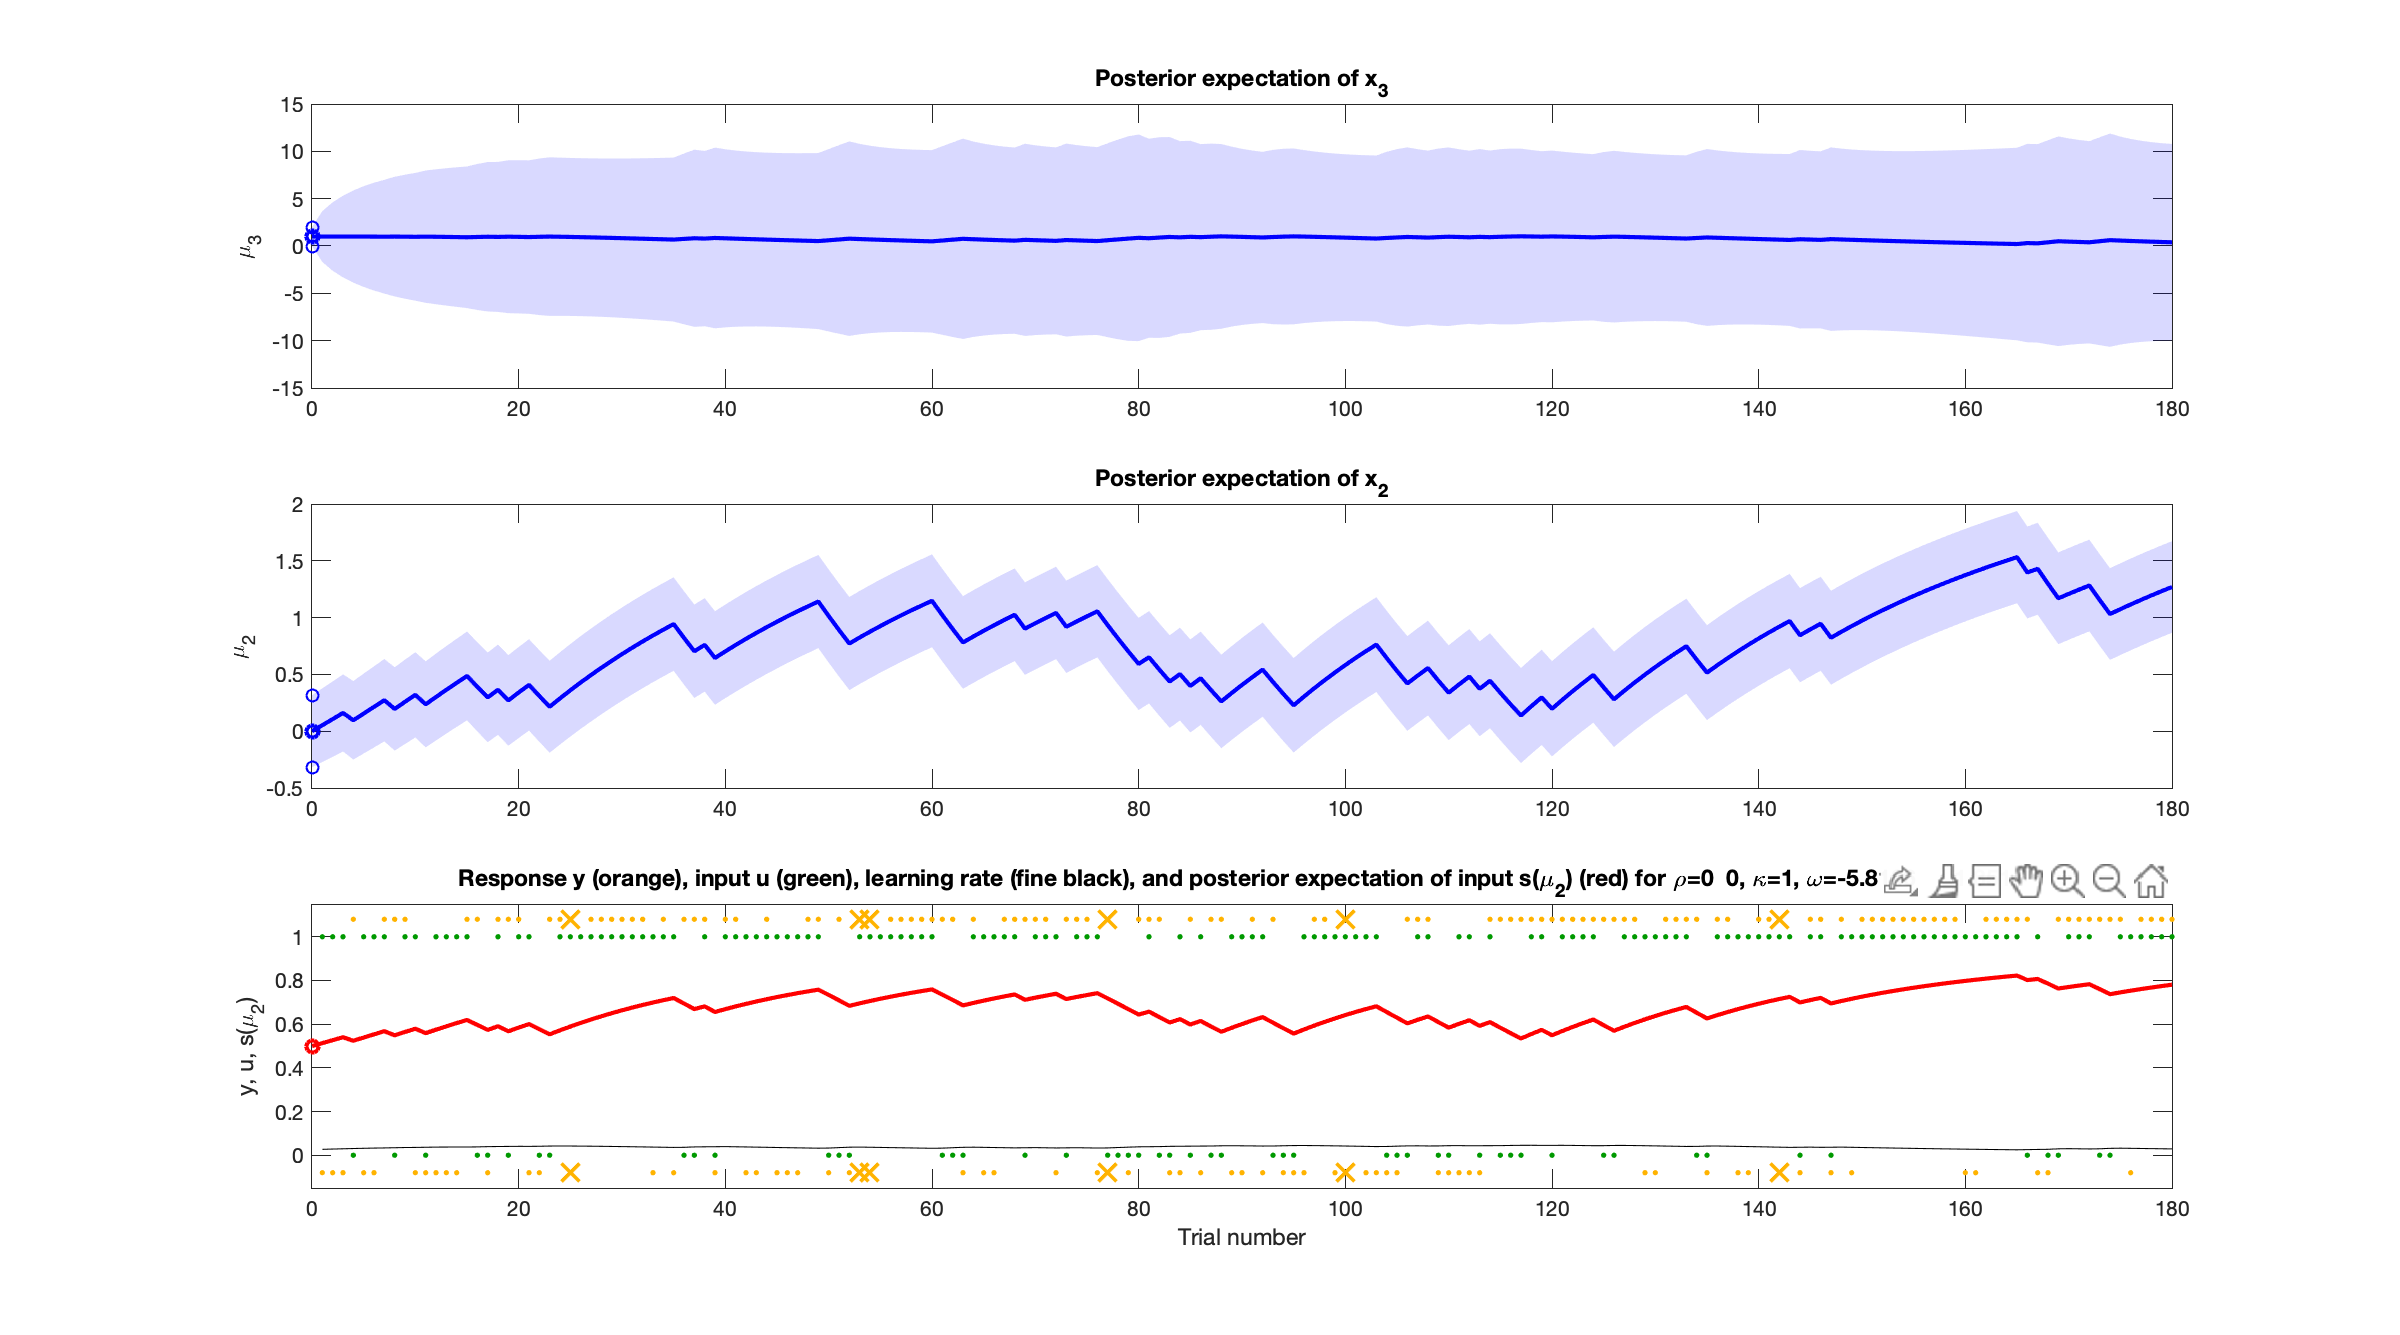 Posterior expectation of x3
15
10
5
0
-5
-10
-15
μ3
0 20 40 60 80 100 120 140 160 180
Posterior expectation of x2
2
1.5
1
0.5
0
-0.5
μ2
0 20 40 60 80 100 120 140 160 180
Response y (orange), input u (green), learning rate (fine black), and posterior expectation of input s(μ2) (red) for ρ=0 0, κ=1, ω=-5.8
1
0.8
0.6
0.4
0.2
0
y, u, s(μ2)
0 20 40 60 80 100 120 140 160 180
Trial number